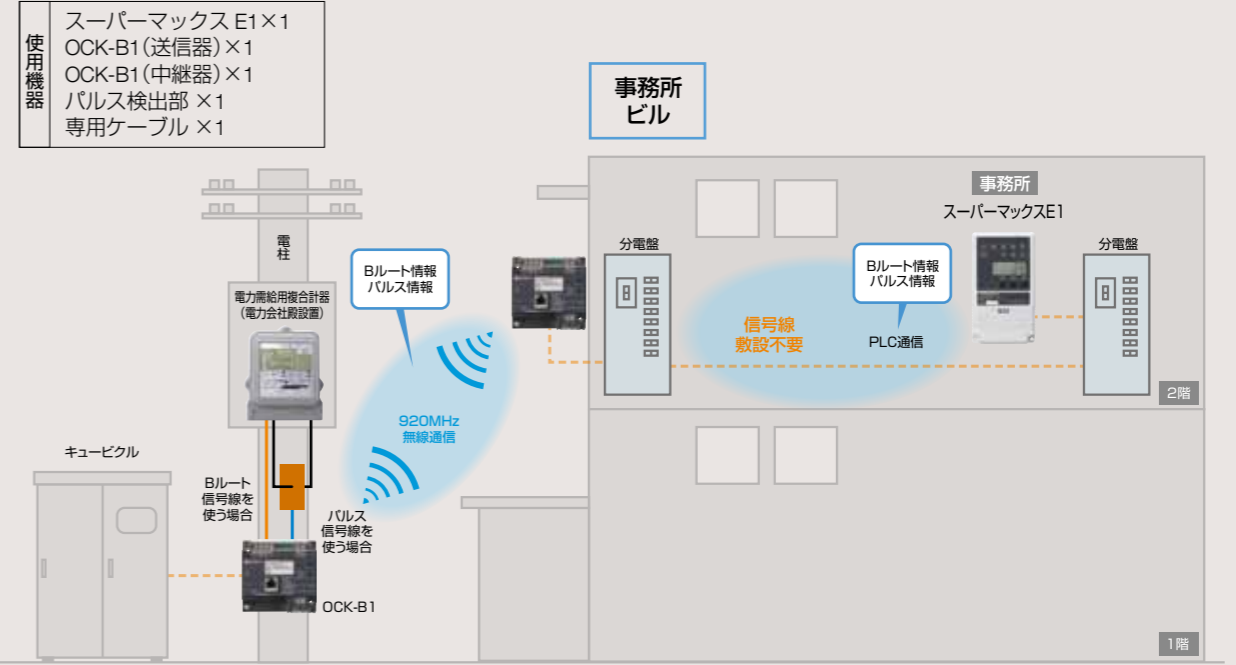 使用機器
スーパーマックス E1×1
OCK-B1(送信器)×1
OCK-B1(中継器)×1
パルス検出部 ×1
専用ケーブル ×1
事務所
ビル
事務所
スーパーマックスE1
電柱
分電盤
分電盤
Bルート情報
パルス情報
Bルート情報
パルス情報
電力需給用複合計器
(電力会社殿設置)
信号線
敷設不要
PLC通信
2階
920MHz
無線通信
キュービクル
Bルート
信号線を
使う場合
パルス
信号線を
使う場合
OCK-B1
1階